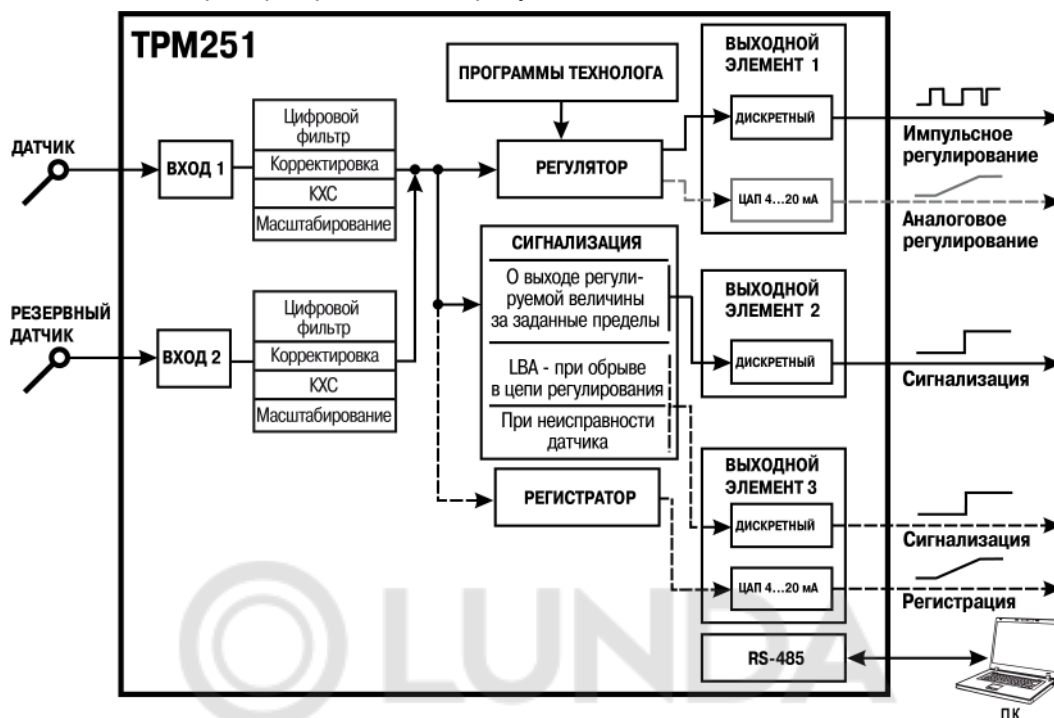 ТРМ251
ПРОГРАММЫ ТЕХНОЛОГА
ВЫХОДНОЙ
ЭЛЕМЕНТ 1
ДИСКРЕТНЫЙ
ЦАП 4...20 мА
Импульсное
регулирование
Аналоговое
регулирование
ДАТЧИК
ВХОД 1
Цифровой
фильтр
Корректировка
КХС
Масштабирование
РЕГУЛЯТОР
РЕЗЕРВНЫЙ
ДАТЧИК
ВХОД 2
Цифровой
фильтр
Корректировка
КХС
Масштабирование
СИГНАЛИЗАЦИЯ
О выходе регули-
руемой величины
за заданные пределы
LBA - при обрыве
в цепи регулирования
При неисправности
датчика
ВЫХОДНОЙ
ЭЛЕМЕНТ 2
ДИСКРЕТНЫЙ
Сигнализация
РЕГИСТРАТОР
ВЫХОДНОЙ
ЭЛЕМЕНТ 3
ДИСКРЕТНЫЙ
ЦАП 4...20 мА
Сигнализация
Регистрация
RS-485
ПК
LUNDA